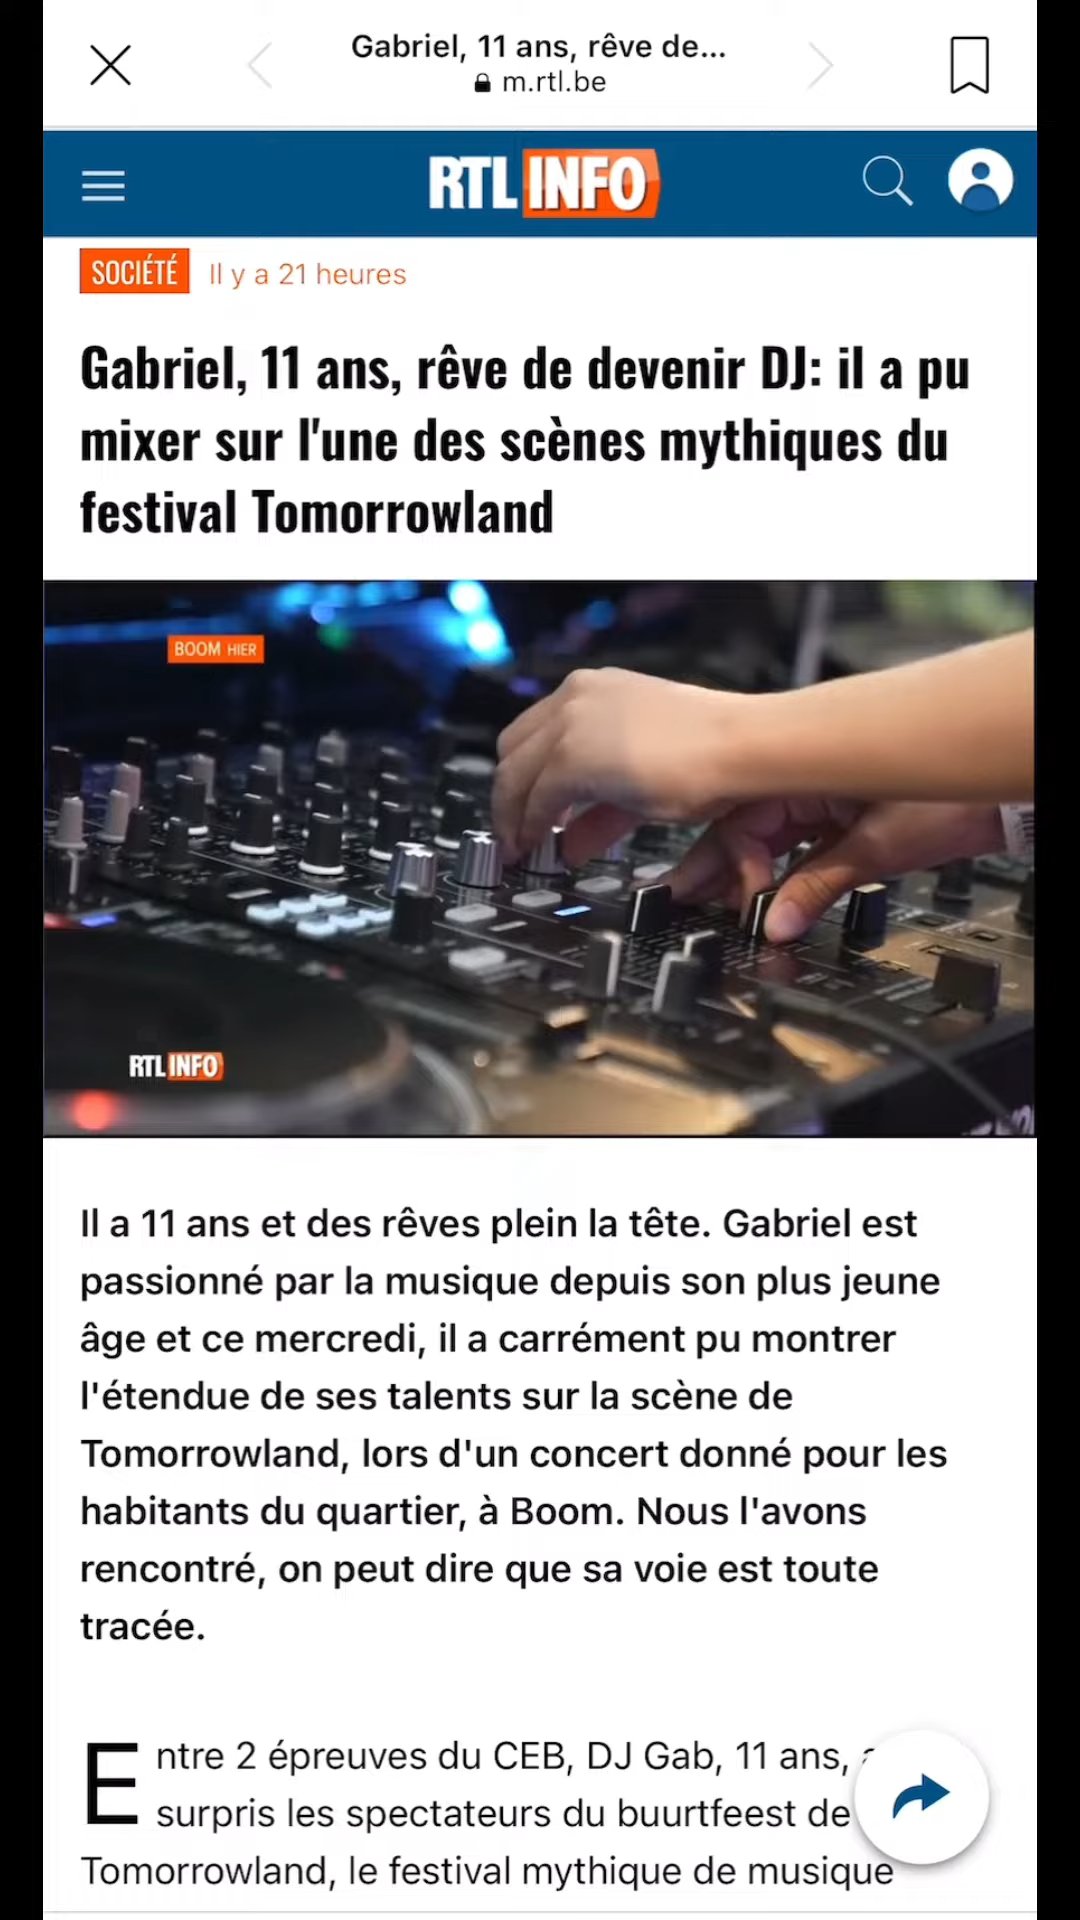 Gabriel, 11 ans, rêve de...
m.rtl.be
RTL INFO
SOCIÉTÉ Il y a 21 heures
Gabriel, 11 ans, rêve de devenir DJ: il a pu
mixer sur l'une des scènes mythiques du
festival Tomorrowland
BOOM HIER
RTL INFO
Il a 11 ans et des rêves plein la tête. Gabriel est
passionné par la musique depuis son plus jeune
âge et ce mercredi, il a carrément pu montrer
l'étendue de ses talents sur la scène de
Tomorrowland, lors d'un concert donné pour les
habitants du quartier, à Boom. Nous l'avons
rencontré, on peut dire que sa voie est toute
tracée.
Entre 2 épreuves du CEB, DJ Gab, 11 ans,
surpris les spectateurs du buurtfeest de
Tomorrowland, le festival mythique de musique